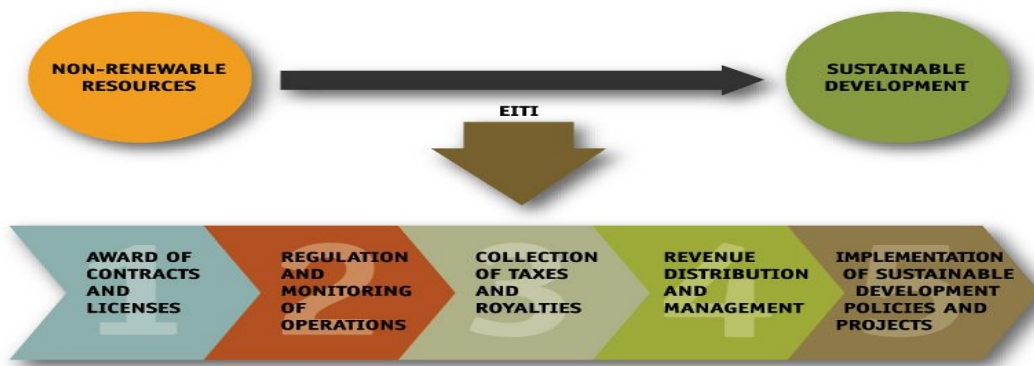 NON-RENEWABLE
RESOURCES
SUSTAINABLE
DEVELOPMENT
EITI
1
AWARD OF
CONTRACTS
AND
LICENSES
2
REGULATION
AND
MONITORING
OF
OPERATIONS
3
COLLECTION
OF TAXES
AND
ROYALTIES
4
REVENUE
DISTRIBUTION
AND
MANAGEMENT
5
IMPLEMENTATION
OF SUSTAINABLE
DEVELOPMENT
POLICIES AND
PROJECTS